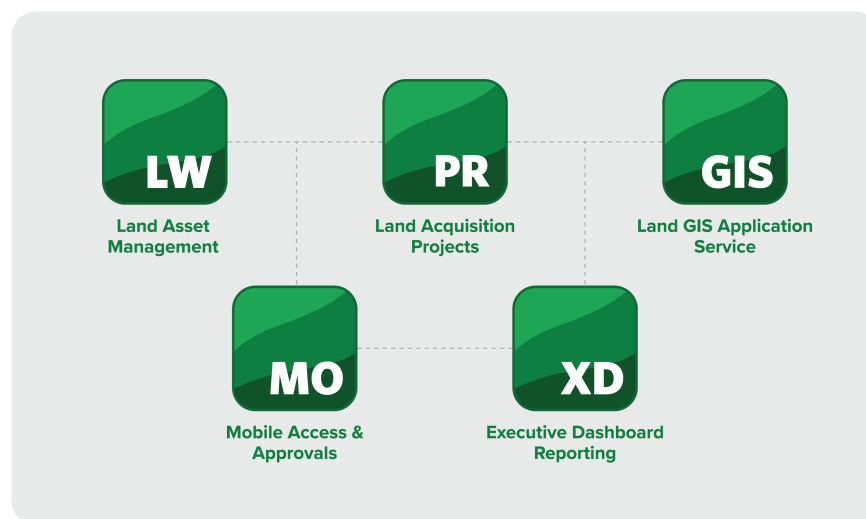 LW
Land Asset
Management
PR
Land Acquisition
Projects
GIS
Land GIS Application
Service
MO
Mobile Access &
Approvals
XD
Executive Dashboard
Reporting